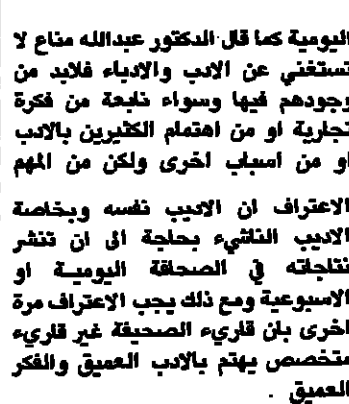 اليومية كما قال الدكتور عبدالله مناع لا
تستغني عن الادب والادباء فلابد من
وجودهم فيها وسواء نابعة من فكرة
تجارية او من اهتمام الكثيرين بالادب
او من اسباب اخرى ولكن من المهم
الاعتراف ان الاديب نفسه وبخاصة
الاديب الناشيء بحاجة الى ان تنشر
نتاجاته في الصحافة اليومية او
الاسبوعية ومع ذلك يجب الاعتراف مرة
اخرى بان قاريء الصحيفة غير قاريء
متخصص يهتم بالادب العميق والفكر
العميق .